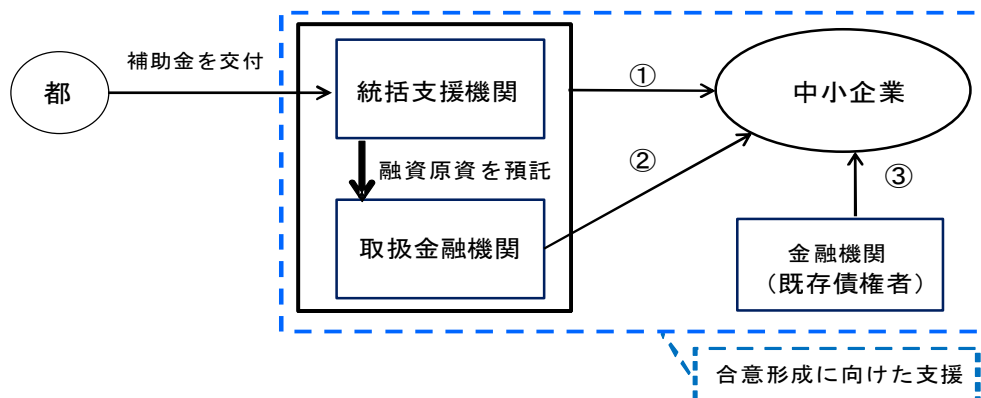 補助金を交付
都
統括支援機関
①
中小企業
融資原資を預託
②
③
取扱金融機関
金融機関
（既存債権者）
合意形成に向けた支援